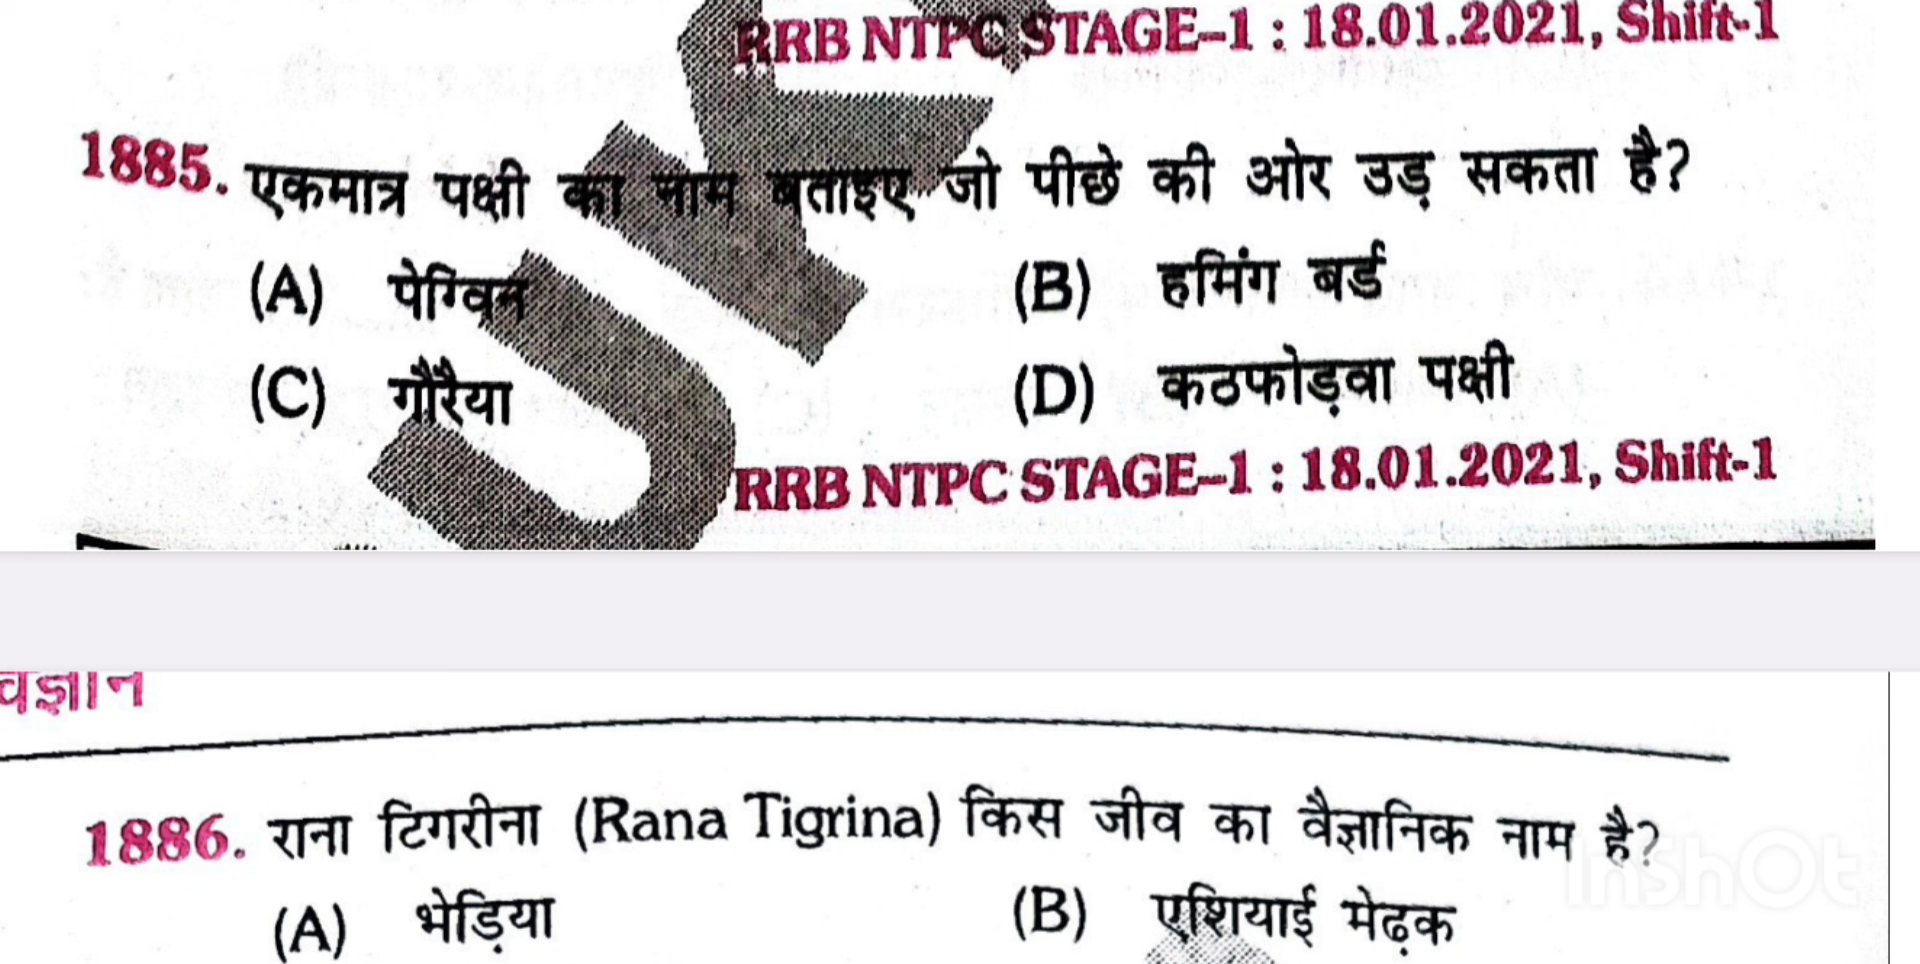 RRB NTPC STAGE–1 : 18.01.2021, Shift-1
1885. एकमात्र पक्षी का नाम बताइए जो पीछे की ओर उड़ सकता है?
(A) पेंग्विन (B) हमिंग बर्ड
(C) गौरैया (D) कठफोड़वा पक्षी
RRB NTPC STAGE–1 : 18.01.2021, Shift-1
1886. राना टिगरीना (Rana Tigrina) किस जीव का वैज्ञानिक नाम है?
(A) भेड़िया (B) एशियाई मेढ़क
InShOt